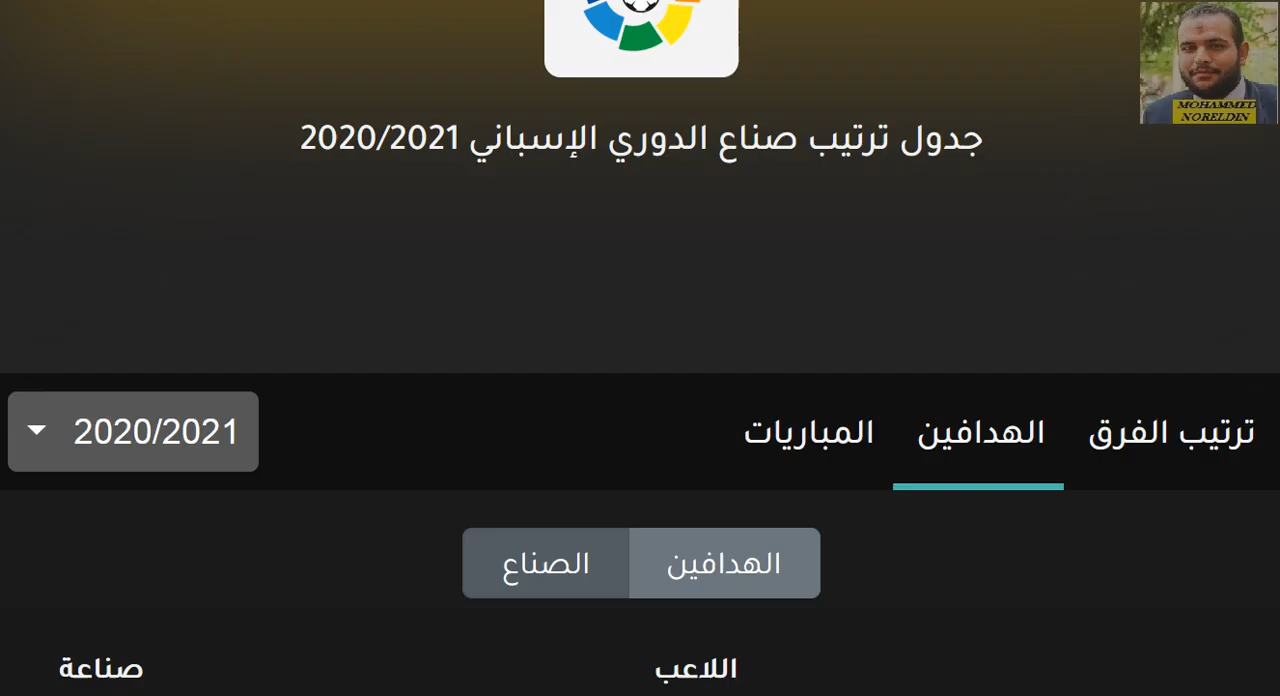 MOHAMMED
NORELDIN
جدول ترتيب صناع الدوري الإسباني 2020/2021
ترتيب الفرق الهدافين المباريات 2020/2021
الهدافين الصناع
اللاعب صناعة